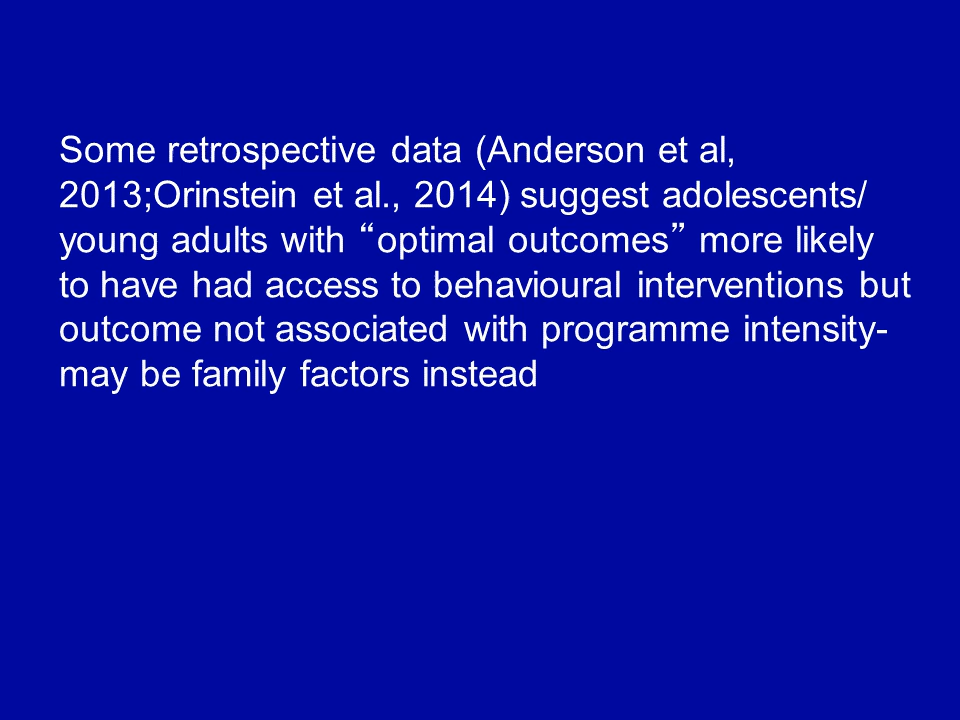 Some retrospective data (Anderson et al,
2013;Orinstein et al., 2014) suggest adolescents/
young adults with “optimal outcomes” more likely
to have had access to behavioural interventions but
outcome not associated with programme intensity-
may be family factors instead